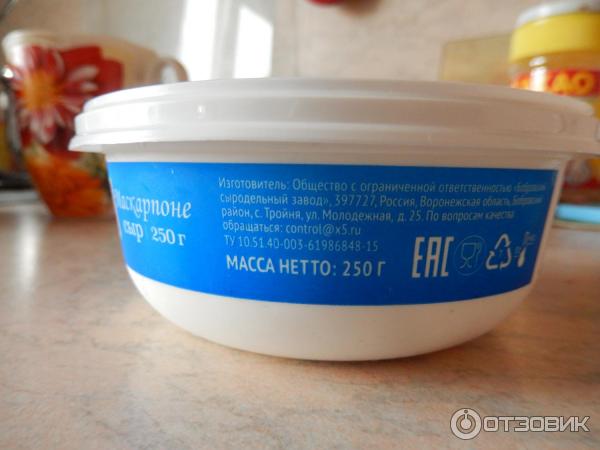 Маскарпоне
сыр 250 г
Изготовитель: Общество с ограниченной ответственностью «Бобровский
сыродельный завод», 397727, Россия, Воронежская область, Бобровский
район, с. Тройня, ул. Молодежная, д. 25. По вопросам качества
обращаться: control@x5.ru
ТУ 10.51.40-003-61986848-15
МАССА НЕТТО: 250 Г
EAC
ОТЗОВИК